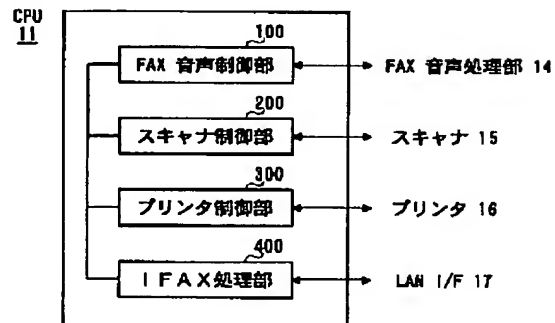 CPU
11
100
FAX 音声制御部
FAX 音声処理部 14
200
スキャナ制御部
スキャナ 15
300
プリンタ制御部
プリンタ 16
400
IFAX処理部
LAN I/F 17